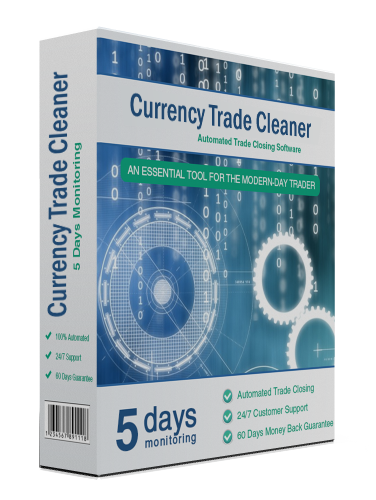 Currency Trade Cleaner
5 Days Monitoring
100% Automated
24/7 Support
60 Days Guarantee
Currency Trade Cleaner
Automated Trade Closing Software
AN ESSENTIAL TOOL FOR THE MODERN-DAY TRADER
5 days
monitoring
Automated Trade Closing
24/7 Customer Support
60 Days Money Back Guarantee